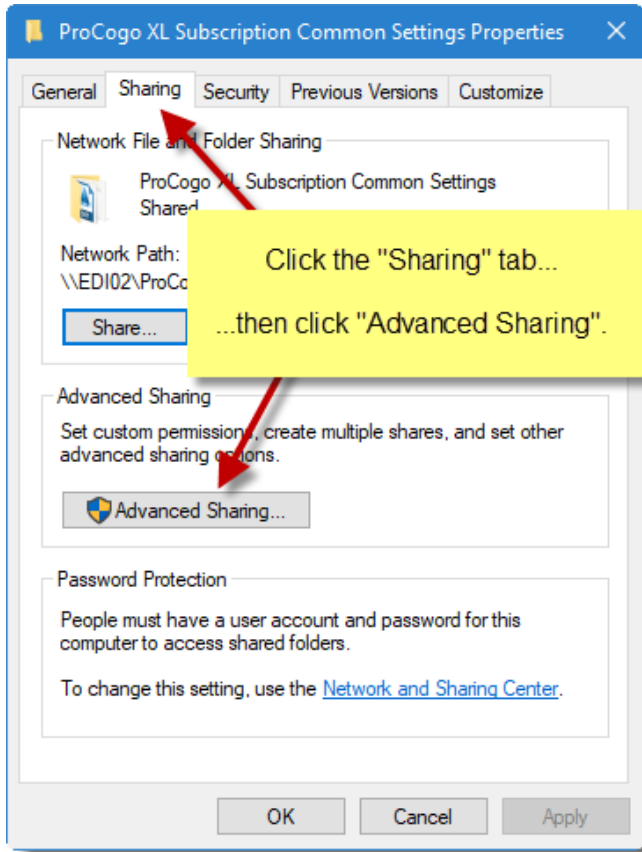 ProCogo XL Subscription Common Settings Properties
General Sharing Security Previous Versions Customize
Network File and Folder Sharing
ProCogo XL Subscription Common Settings
Shared
Network Path:
\\EDI02\ProCo
Click the "Sharing" tab...
...then click "Advanced Sharing".
Share...
Advanced Sharing
Set custom permissions, create multiple shares, and set other
advanced sharing options.
Advanced Sharing...
Password Protection
People must have a user account and password for this
computer to access shared folders.
To change this setting, use the Network and Sharing Center.
OK Cancel Apply